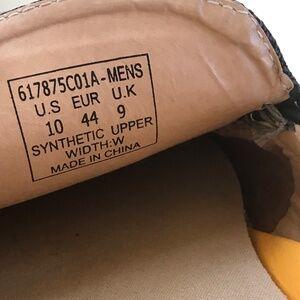 617875C01A-MENS
U.S EUR U.K
10 44 9
SYNTHETIC UPPER
WIDTH:W
MADE IN CHINA